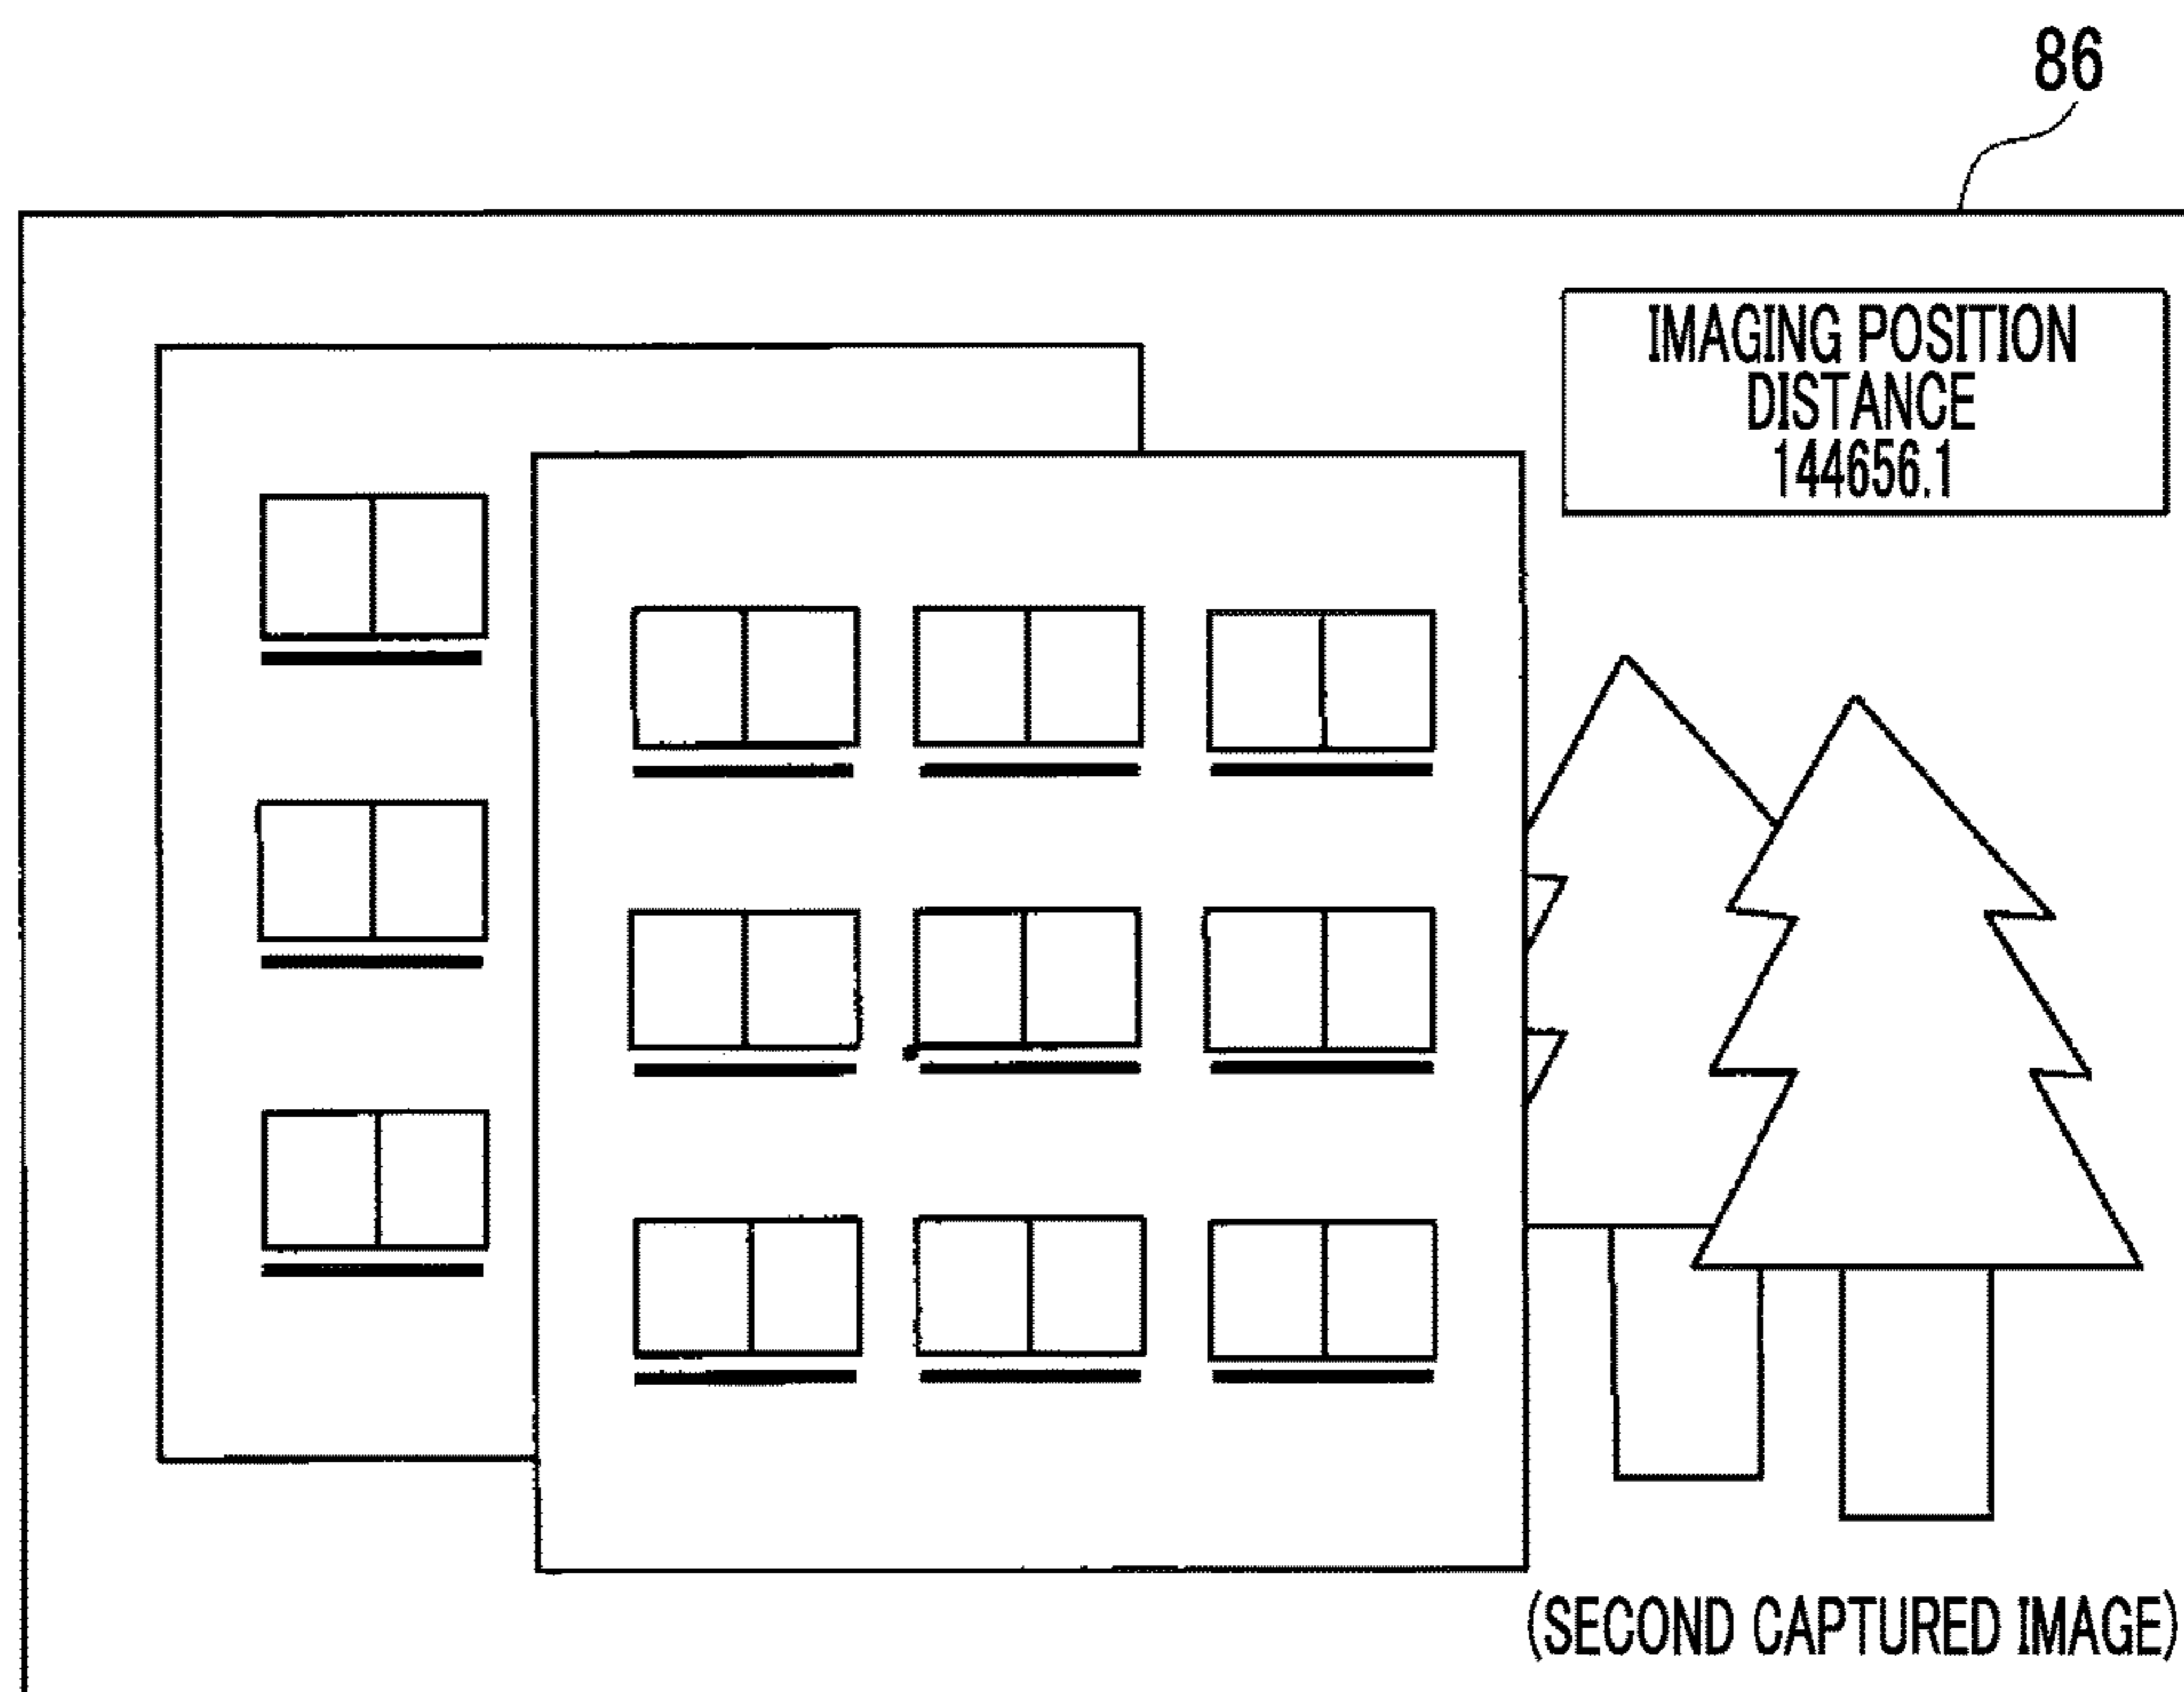 86
IMAGING POSITION
DISTANCE
144656.1
(SECOND CAPTURED IMAGE)